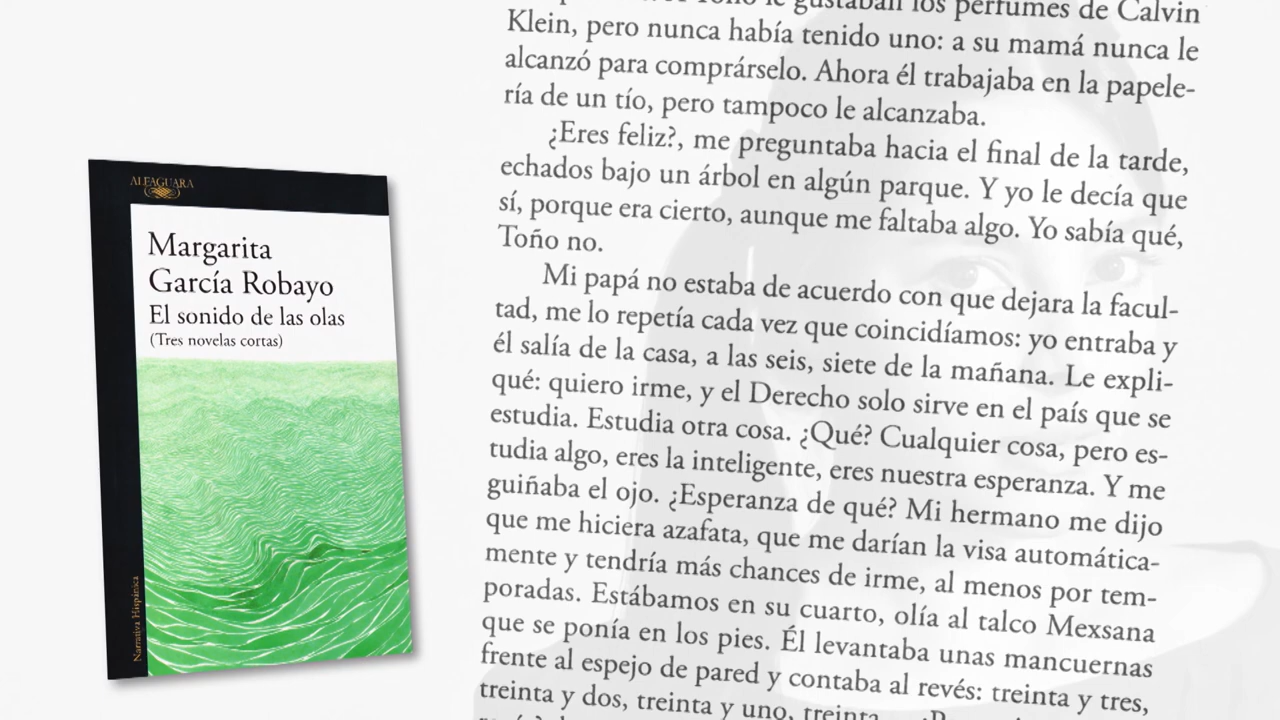 ALFAGUARA
Margarita
García Robayo
El sonido de las olas
(Tres novelas cortas)
Narrativa Hispánica
Toño le gustaban los perfumes de Calvin
Klein, pero nunca había tenido uno: a su mamá nunca le
alcanzó para comprárselo. Ahora él trabajaba en la papele-
ría de un tío, pero tampoco le alcanzaba.
¿Eres feliz?, me preguntaba hacia el final de la tarde,
echados bajo un árbol en algún parque. Y yo le decía que
sí, porque era cierto, aunque me faltaba algo. Yo sabía qué,
Toño no.
Mi papá no estaba de acuerdo con que dejara la facul-
tad, me lo repetía cada vez que coincidíamos: yo entraba y
él salía de la casa, a las seis, siete de la mañana. Le expli-
qué: quiero irme, y el Derecho solo sirve en el país que se
estudia. Estudia otra cosa. ¿Qué? Cualquier cosa, pero es-
tudia algo, eres la inteligente, eres nuestra esperanza. Y me
guiñaba el ojo. ¿Esperanza de qué? Mi hermano me dijo
que me hiciera azafata, que me darían la visa automática-
mente y tendría más chances de irme, al menos por tem-
poradas. Estábamos en su cuarto, olía al talco Mexsana
que se ponía en los pies. Él levantaba unas mancuernas
frente al espejo de pared y contaba al revés: treinta y tres,
treinta y dos, treinta y uno, treinta